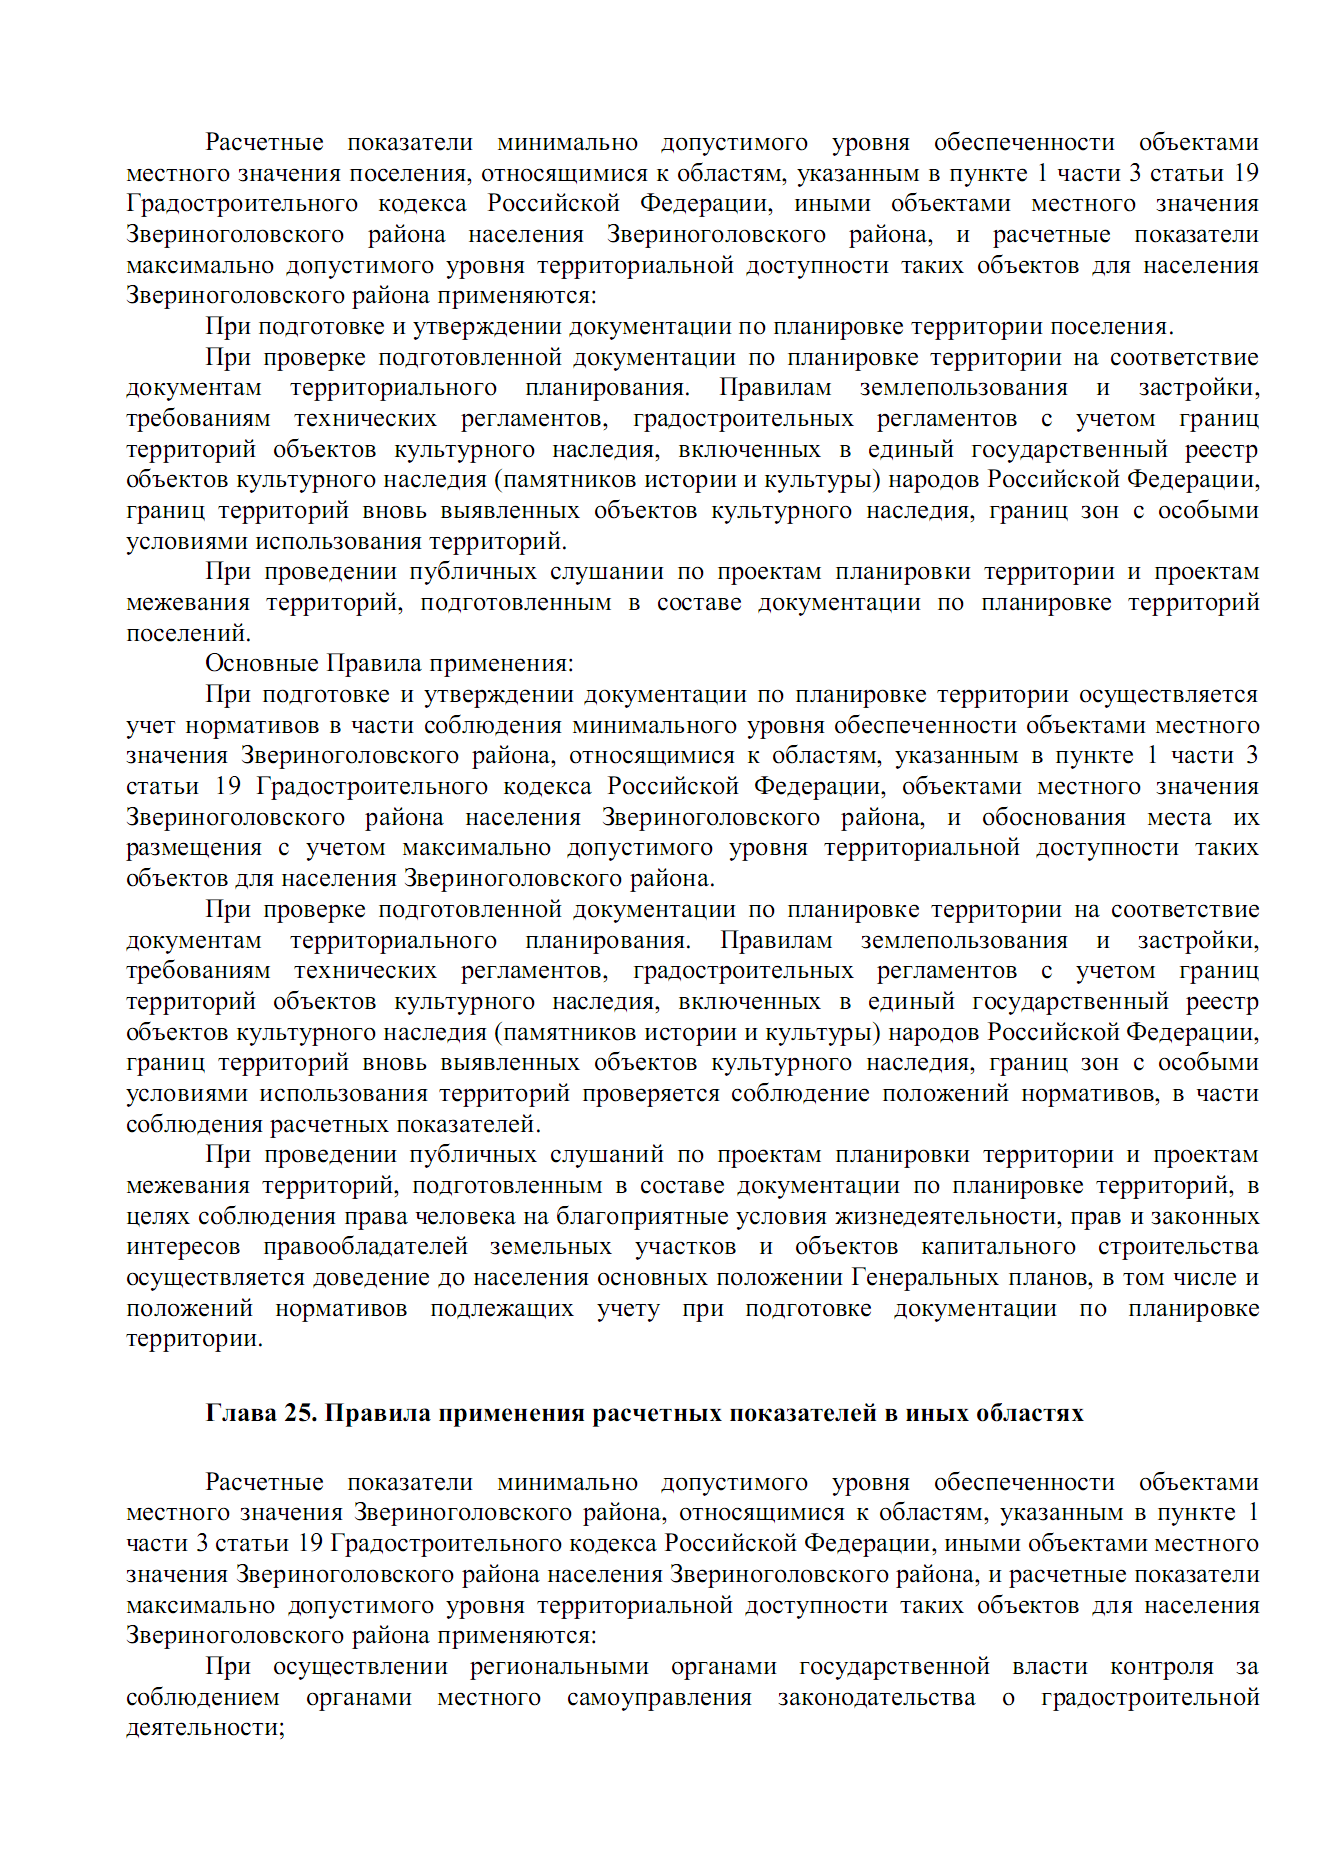 Расчетные показатели минимально допустимого уровня обеспеченности объектами
местного значения поселения, относящимися к областям, указанным в пункте 1 части 3 статьи 19
Градостроительного кодекса Российской Федерации, иными объектами местного значения
Звериноголовского района населения Звериноголовского района, и расчетные показатели
максимально допустимого уровня территориальной доступности таких объектов для населения
Звериноголовского района применяются:
При подготовке и утверждении документации по планировке территории поселения.
При проверке подготовленной документации по планировке территории на соответствие
документам территориального планирования. Правилам землепользования и застройки,
требованиям технических регламентов, градостроительных регламентов с учетом границ
территорий объектов культурного наследия, включенных в единый государственный реестр
объектов культурного наследия (памятников истории и культуры) народов Российской Федерации,
границ территорий вновь выявленных объектов культурного наследия, границ зон с особыми
условиями использования территорий.
При проведении публичных слушании по проектам планировки территории и проектам
межевания территорий, подготовленным в составе документации по планировке территорий
поселений.
Основные Правила применения:
При подготовке и утверждении документации по планировке территории осуществляется
учет нормативов в части соблюдения минимального уровня обеспеченности объектами местного
значения Звериноголовского района, относящимися к областям, указанным в пункте 1 части 3
статьи 19 Градостроительного кодекса Российской Федерации, объектами местного значения
Звериноголовского района населения Звериноголовского района, и обоснования места их
размещения с учетом максимально допустимого уровня территориальной доступности таких
объектов для населения Звериноголовского района.
При проверке подготовленной документации по планировке территории на соответствие
документам территориального планирования. Правилам землепользования и застройки,
требованиям технических регламентов, градостроительных регламентов с учетом границ
территорий объектов культурного наследия, включенных в единый государственный реестр
объектов культурного наследия (памятников истории и культуры) народов Российской Федерации,
границ территорий вновь выявленных объектов культурного наследия, границ зон с особыми
условиями использования территорий проверяется соблюдение положений нормативов, в части
соблюдения расчетных показателей.
При проведении публичных слушаний по проектам планировки территории и проектам
межевания территорий, подготовленным в составе документации по планировке территорий, в
целях соблюдения права человека на благоприятные условия жизнедеятельности, прав и законных
интересов правообладателей земельных участков и объектов капитального строительства
осуществляется доведение до населения основных положении Генеральных планов, в том числе и
положений нормативов подлежащих учету при подготовке документации по планировке
территории.
Глава 25. Правила применения расчетных показателей в иных областях
Расчетные показатели минимально допустимого уровня обеспеченности объектами
местного значения Звериноголовского района, относящимися к областям, указанным в пункте 1
части 3 статьи 19 Градостроительного кодекса Российской Федерации, иными объектами местного
значения Звериноголовского района населения Звериноголовского района, и расчетные показатели
максимально допустимого уровня территориальной доступности таких объектов для населения
Звериноголовского района применяются:
При осуществлении региональными органами государственной власти контроля за
соблюдением органами местного самоуправления законодательства о градостроительной
деятельности;